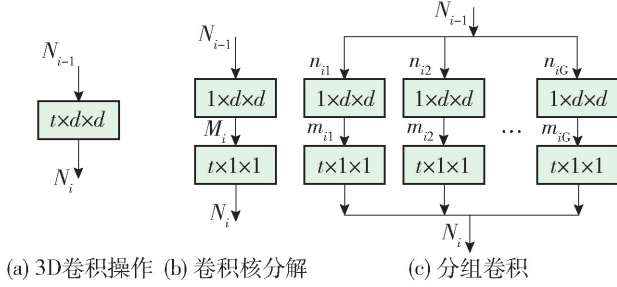 N_{i-1}
t×d×d
N_i
(a) 3D卷积操作
N_{i-1}
1×d×d
M_i
t×1×1
N_i
(b) 卷积核分解
N_{i-1}
n_{i1} n_{i2} n_{iG}
1×d×d 1×d×d 1×d×d
m_{i1} m_{i2} … m_{iG}
t×1×1 t×1×1 t×1×1
N_i
(c) 分组卷积